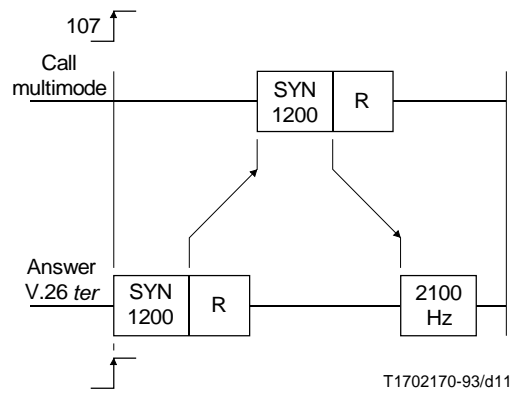 107
Call
multimode
SYN
1200
R
Answer
V.26 ter
SYN
1200
R
2100
Hz
T1702170-93/d11